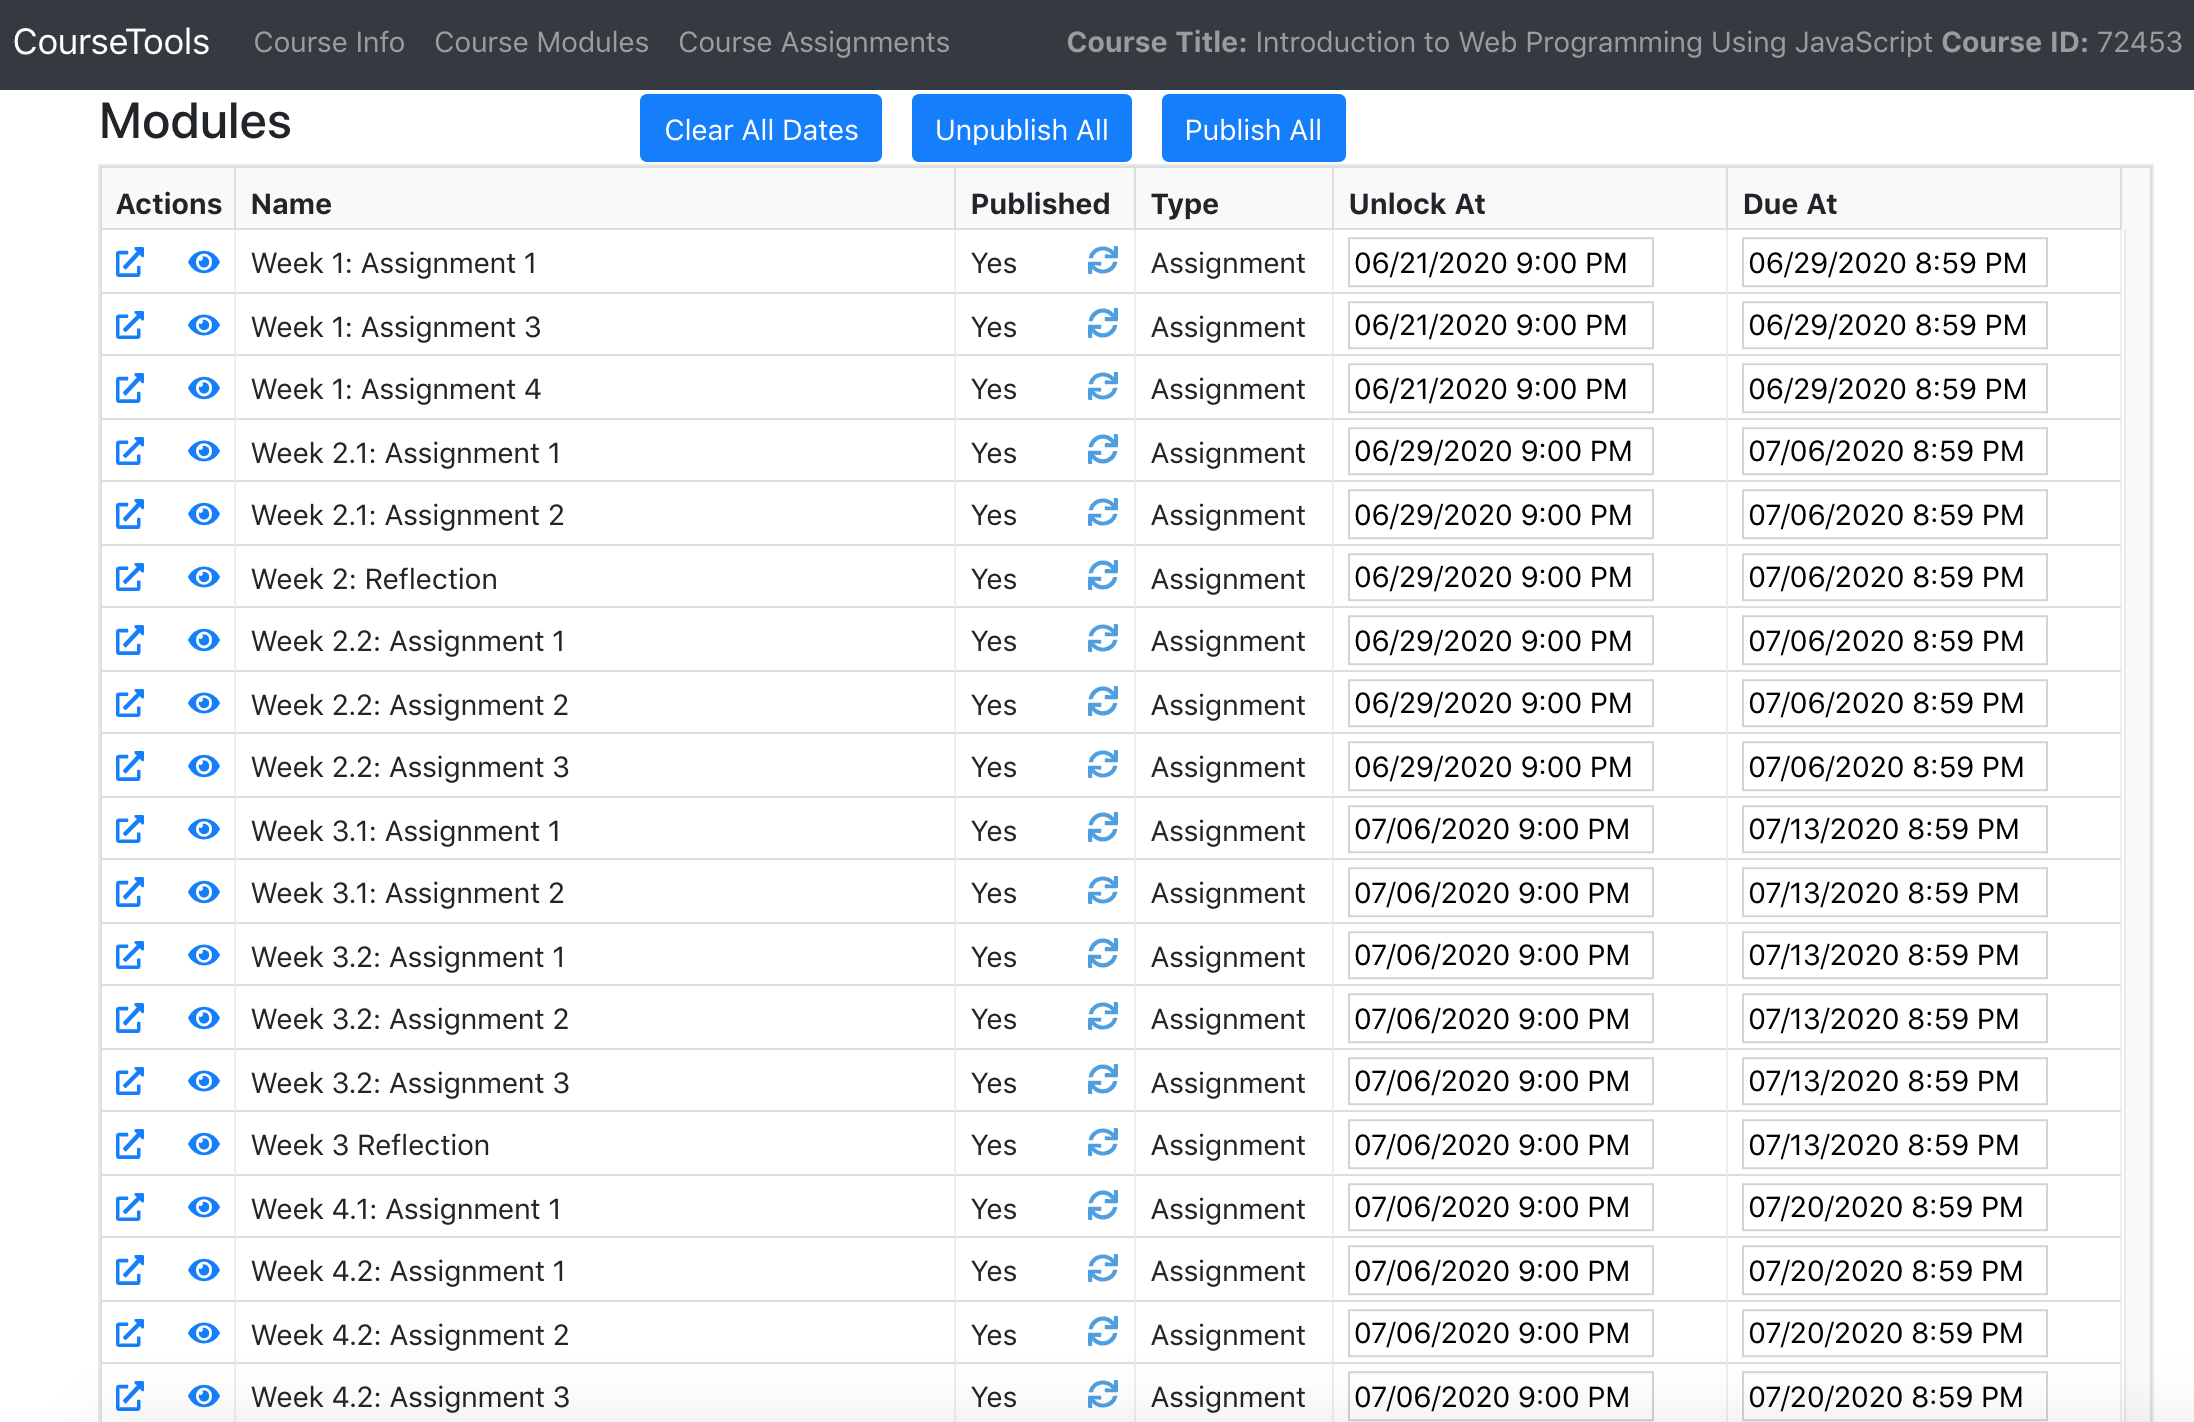 CourseTools Course Info Course Modules Course Assignments Course Title: Introduction to Web Programming Using JavaScript Course ID: 72453
Modules Clear All Dates Unpublish All Publish All
Actions Name Published Type Unlock At Due At
Week 1: Assignment 1 Yes Assignment 06/21/2020 9:00 PM 06/29/2020 8:59 PM
Week 1: Assignment 3 Yes Assignment 06/21/2020 9:00 PM 06/29/2020 8:59 PM
Week 1: Assignment 4 Yes Assignment 06/21/2020 9:00 PM 06/29/2020 8:59 PM
Week 2.1: Assignment 1 Yes Assignment 06/29/2020 9:00 PM 07/06/2020 8:59 PM
Week 2.1: Assignment 2 Yes Assignment 06/29/2020 9:00 PM 07/06/2020 8:59 PM
Week 2: Reflection Yes Assignment 06/29/2020 9:00 PM 07/06/2020 8:59 PM
Week 2.2: Assignment 1 Yes Assignment 06/29/2020 9:00 PM 07/06/2020 8:59 PM
Week 2.2: Assignment 2 Yes Assignment 06/29/2020 9:00 PM 07/06/2020 8:59 PM
Week 2.2: Assignment 3 Yes Assignment 06/29/2020 9:00 PM 07/06/2020 8:59 PM
Week 3.1: Assignment 1 Yes Assignment 07/06/2020 9:00 PM 07/13/2020 8:59 PM
Week 3.1: Assignment 2 Yes Assignment 07/06/2020 9:00 PM 07/13/2020 8:59 PM
Week 3.2: Assignment 1 Yes Assignment 07/06/2020 9:00 PM 07/13/2020 8:59 PM
Week 3.2: Assignment 2 Yes Assignment 07/06/2020 9:00 PM 07/13/2020 8:59 PM
Week 3.2: Assignment 3 Yes Assignment 07/06/2020 9:00 PM 07/13/2020 8:59 PM
Week 3 Reflection Yes Assignment 07/06/2020 9:00 PM 07/13/2020 8:59 PM
Week 4.1: Assignment 1 Yes Assignment 07/06/2020 9:00 PM 07/20/2020 8:59 PM
Week 4.2: Assignment 1 Yes Assignment 07/06/2020 9:00 PM 07/20/2020 8:59 PM
Week 4.2: Assignment 2 Yes Assignment 07/06/2020 9:00 PM 07/20/2020 8:59 PM
Week 4.2: Assignment 3 Yes Assignment 07/06/2020 9:00 PM 07/20/2020 8:59 PM